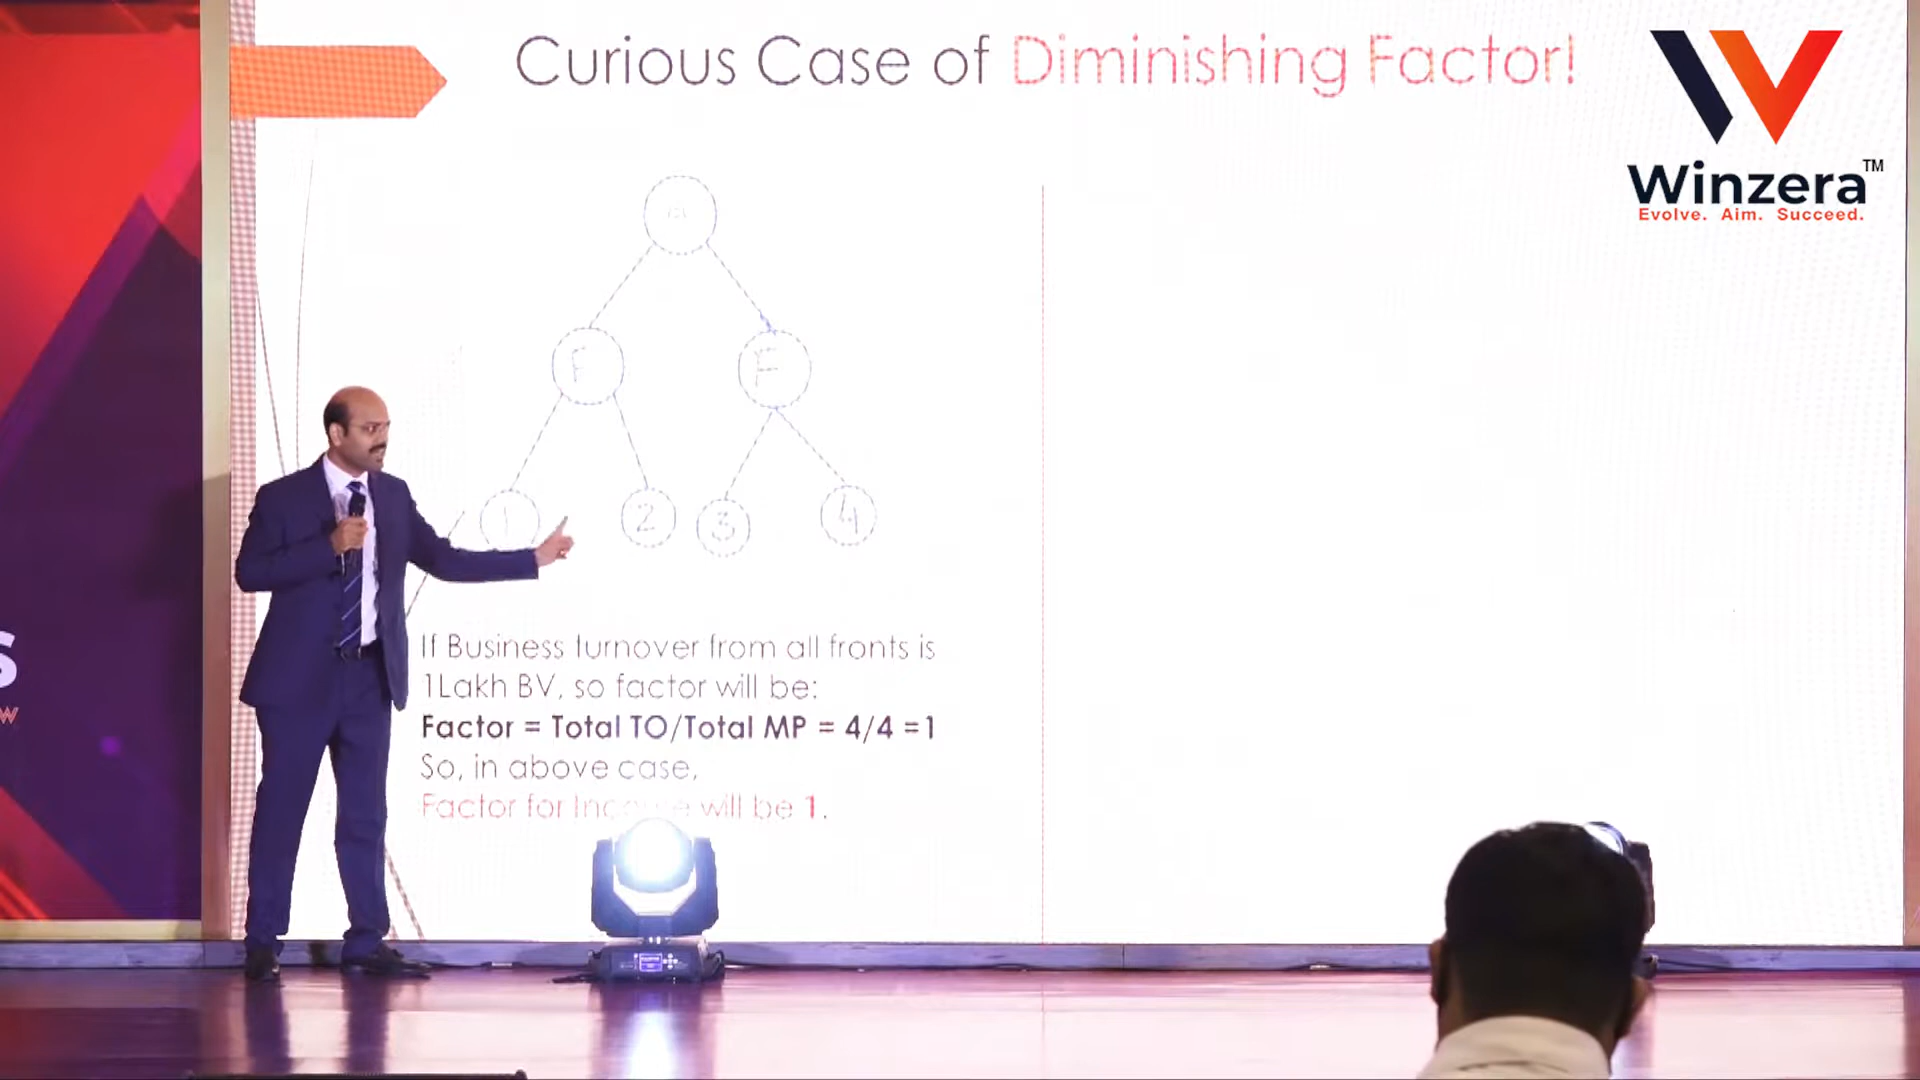 Curious Case of Diminishing Factor!
Winzera™
Evolve. Aim. Succeed.
F F
1 2 3 4
If Business turnover from all fronts is
1Lakh BV, so factor will be:
Factor = Total TO/Total MP = 4/4 =1
So, in above case,
Factor for Income will be 1.
S
W